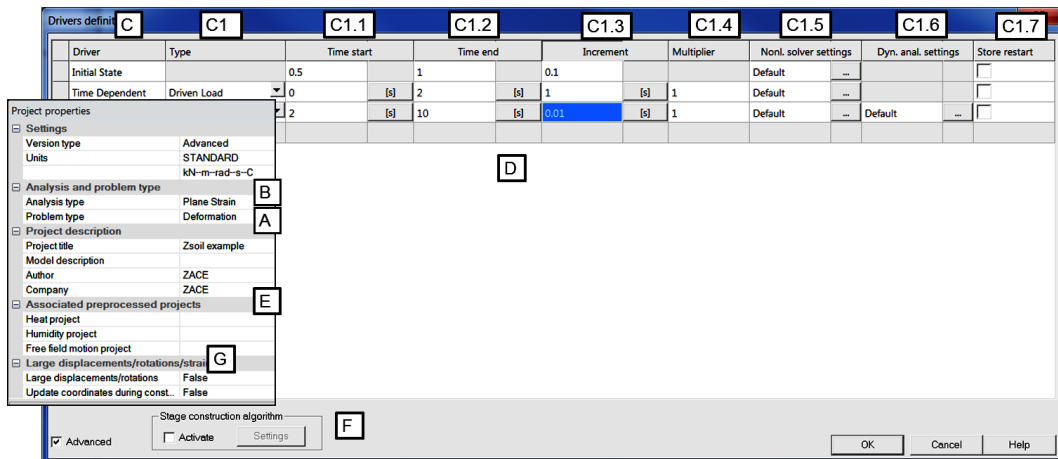 Drivers definiti
C C1 C1.1 C1.2 C1.3 C1.4 C1.5 C1.6 C1.7
Driver Type Time start Time end Increment Multiplier Nonl. solver settings Dyn. anal. settings Store restart
Initial State 0.5 1 0.1 Default ...
Time Dependent Driven Load 0 [s] 2 [s] 1 [s] 1 Default ...
2 [s] 10 [s] 0.01 [s] 1 Default ... Default ...
D
Project properties
Settings
Version type Advanced
Units STANDARD
kN--m--rad--s--C
Analysis and problem type B
Analysis type Plane Strain
Problem type Deformation A
Project description
Project title Zsoil example
Model description
Author ZACE
Company ZACE
Associated preprocessed projects E
Heat project
Humidity project
Free field motion project
Large displacements/rotations/strain G
Large displacements/rotations False
Update coordinates during const... False
Stage construction algorithm F
Advanced Activate Settings
OK Cancel Help